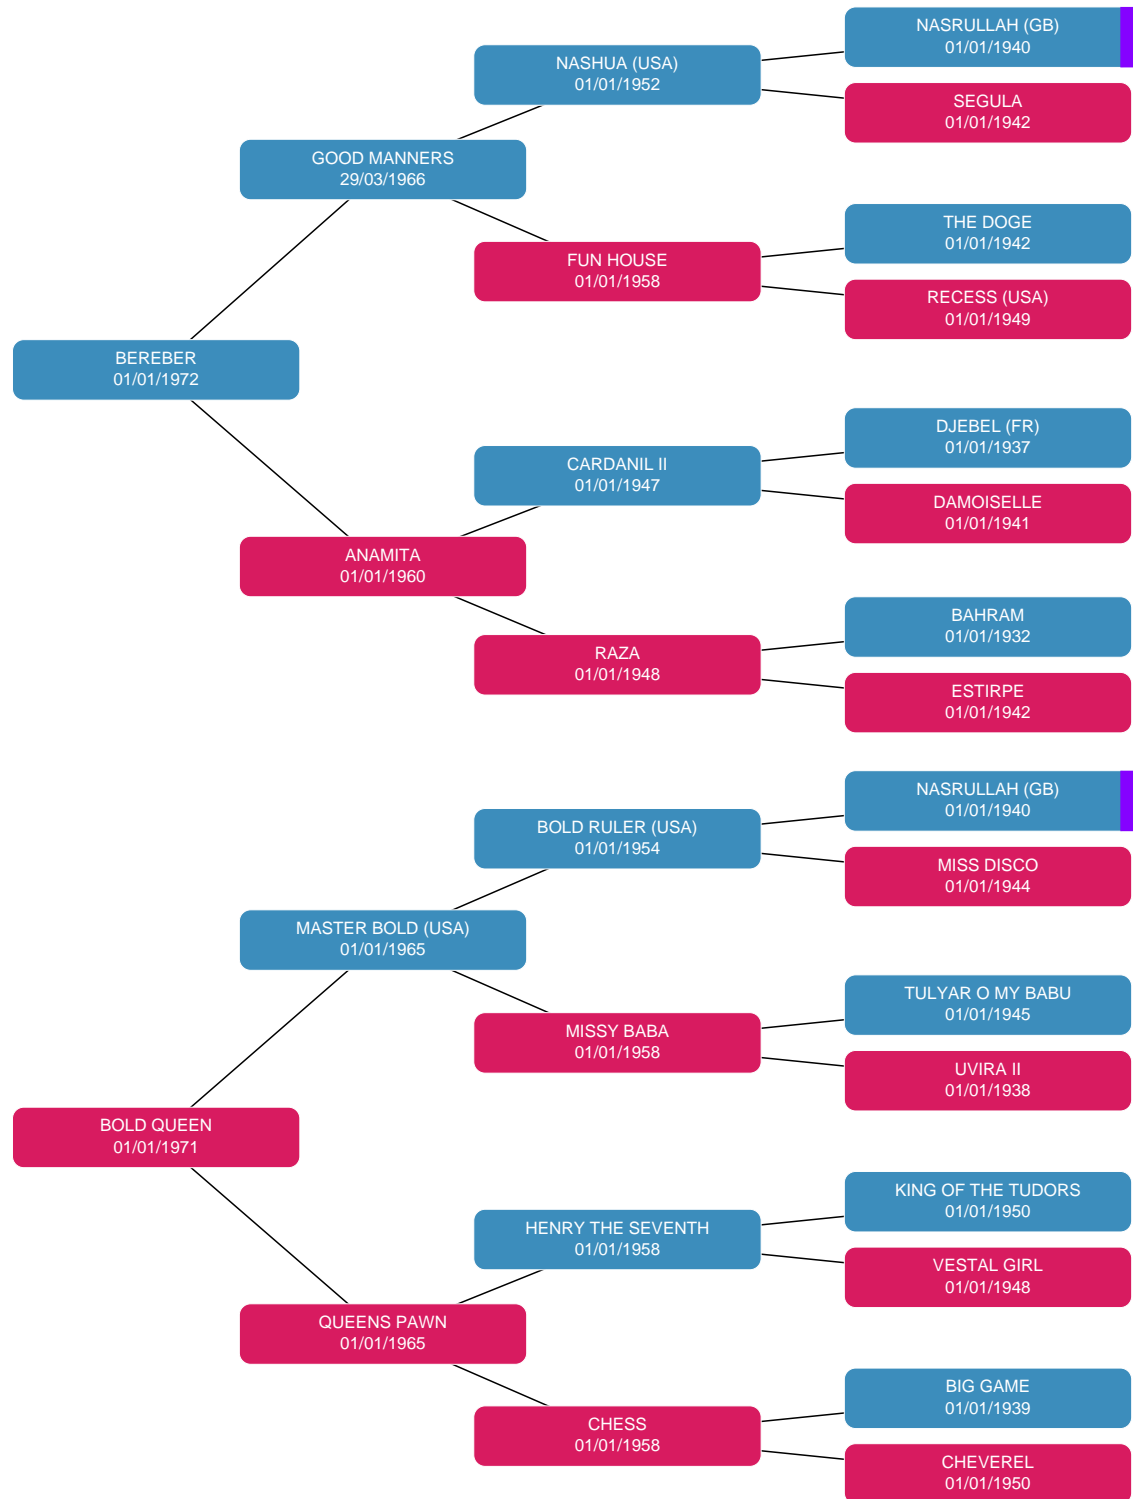 NASRULLAH (GB)
01/01/1940
NASHUA (USA)
01/01/1952
SEGULA
01/01/1942
GOOD MANNERS
29/03/1966
THE DOGE
01/01/1942
FUN HOUSE
01/01/1958
RECESS (USA)
01/01/1949
BEREBER
01/01/1972
DJEBEL (FR)
01/01/1937
CARDANIL II
01/01/1947
DAMOISELLE
01/01/1941
ANAMITA
01/01/1960
BAHRAM
01/01/1932
RAZA
01/01/1948
ESTIRPE
01/01/1942
NASRULLAH (GB)
01/01/1940
BOLD RULER (USA)
01/01/1954
MISS DISCO
01/01/1944
MASTER BOLD (USA)
01/01/1965
TULYAR O MY BABU
01/01/1945
MISSY BABA
01/01/1958
UVIRA II
01/01/1938
BOLD QUEEN
01/01/1971
KING OF THE TUDORS
01/01/1950
HENRY THE SEVENTH
01/01/1958
VESTAL GIRL
01/01/1948
QUEENS PAWN
01/01/1965
BIG GAME
01/01/1939
CHESS
01/01/1958
CHEVEREL
01/01/1950